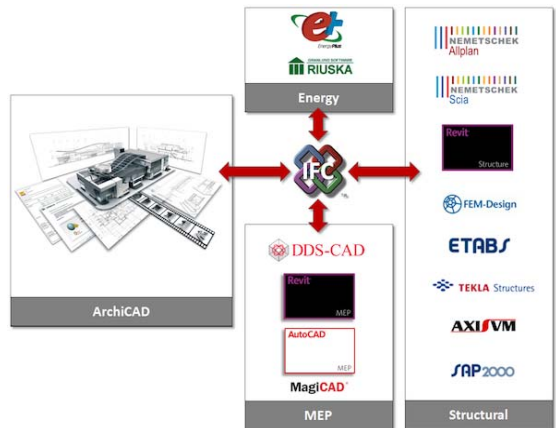 EnergyPlus
RIUSKA
Energy
ArchiCAD
IFC
DDS-CAD
Revit
MEP
AutoCAD
MEP
MagiCAD
MEP
NEMETSCHEK
Allplan
NEMETSCHEK
Scia
Revit
Structure
FEM-Design
ETABS
TEKLA Structures
AXISVM
SAP2000
Structural